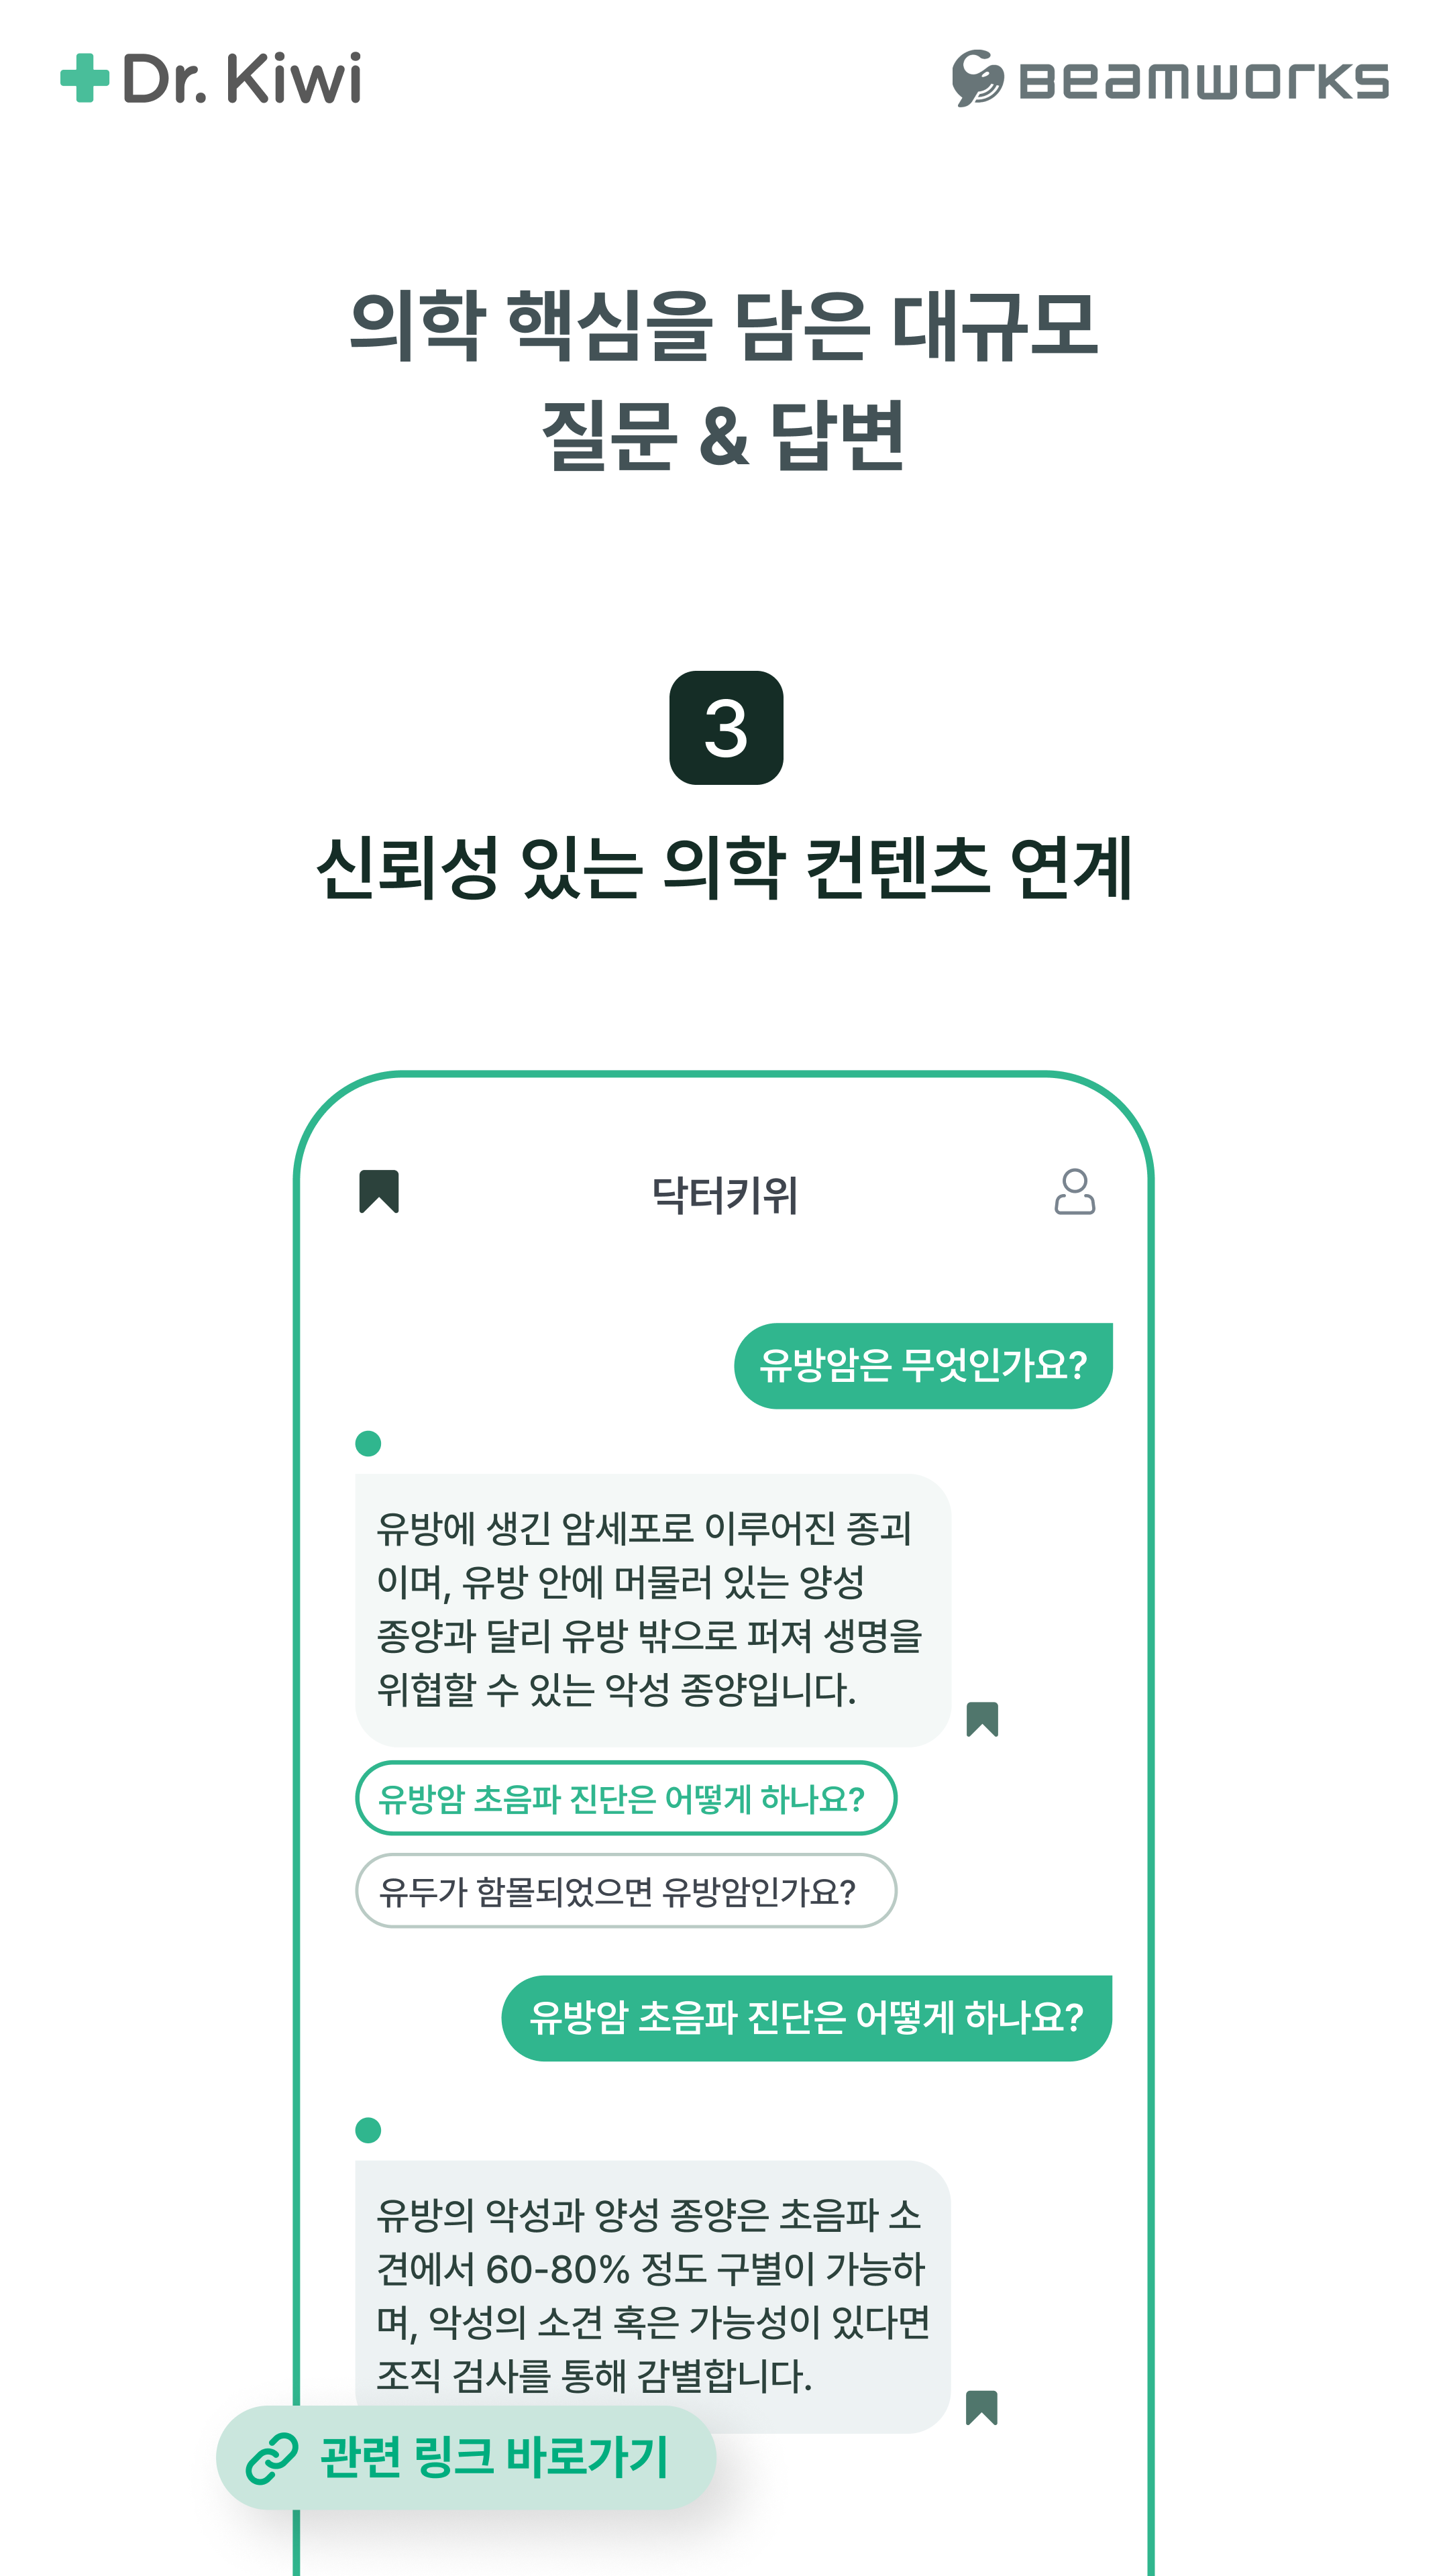 Dr. Kiwi
BEAMWORKS
의학 핵심을 담은 대규모
질문 & 답변
3
신뢰성 있는 의학 컨텐츠 연계
닥터키위
유방암은 무엇인가요?
유방에 생긴 암세포로 이루어진 종괴
이며, 유방 안에 머물러 있는 양성
종양과 달리 유방 밖으로 퍼져 생명을
위협할 수 있는 악성 종양입니다.
유방암 초음파 진단은 어떻게 하나요?
유두가 함몰되었으면 유방암인가요?
유방암 초음파 진단은 어떻게 하나요?
유방의 악성과 양성 종양은 초음파 소
견에서 60-80% 정도 구별이 가능하
며, 악성의 소견 혹은 가능성이 있다면
조직 검사를 통해 감별합니다.
관련 링크 바로가기